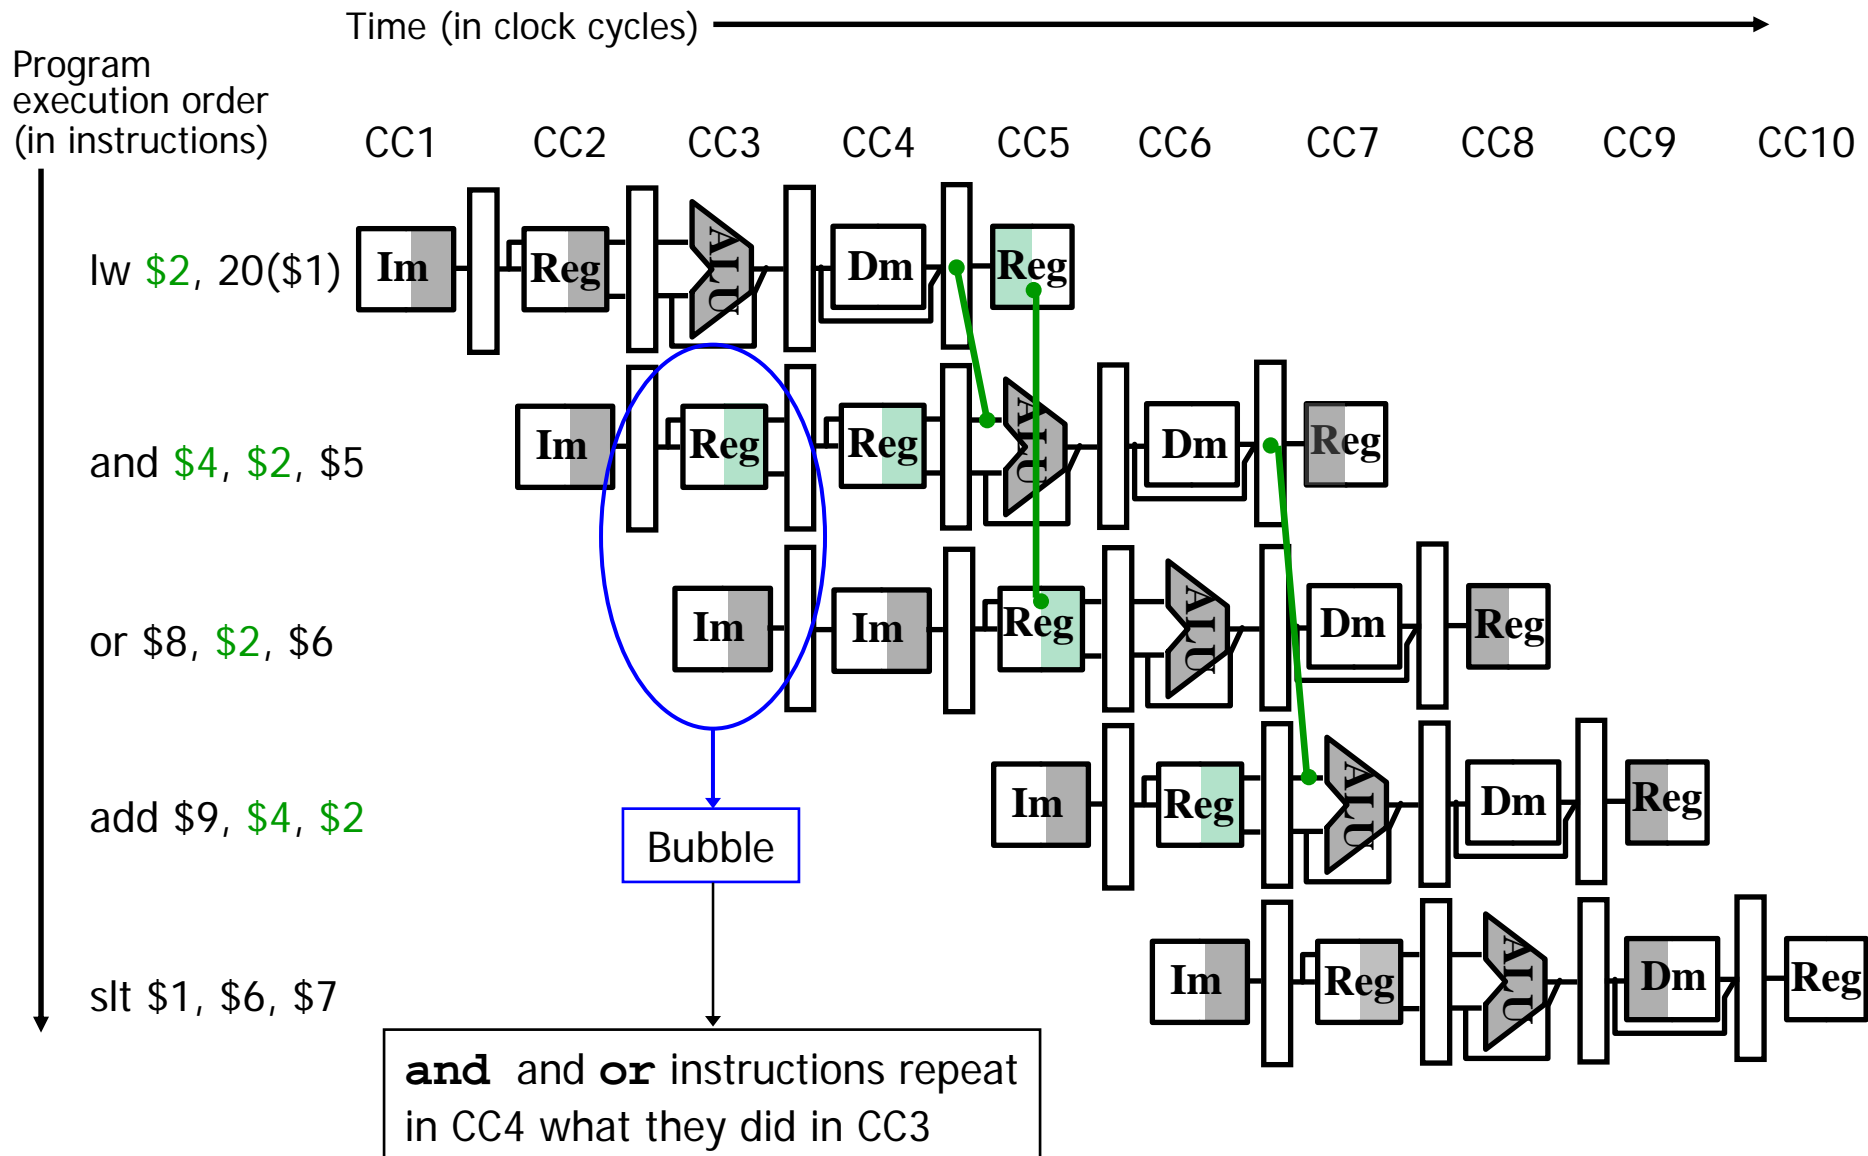 Time (in clock cycles)
Program
execution order
(in instructions)
CC1 CC2 CC3 CC4 CC5 CC6 CC7 CC8 CC9 CC10
lw $2, 20($1) Im Reg ALU Dm Reg
and $4, $2, $5 Im Reg Reg ALU Dm Reg
or $8, $2, $6 Im Im Reg ALU Dm Reg
add $9, $4, $2 Im Reg ALU Dm Reg
Bubble
slt $1, $6, $7 Im Reg ALU Dm Reg
and and or instructions repeat
in CC4 what they did in CC3